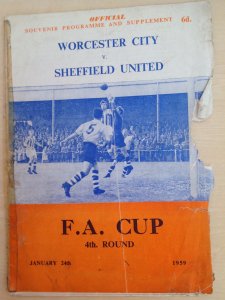 OFFICIAL
SOUVENIR PROGRAMME AND SUPPLEMENT 6d.
WORCESTER CITY
v.
SHEFFIELD UNITED
5
F.A. CUP
4th. ROUND
JANUARY 24th 1959